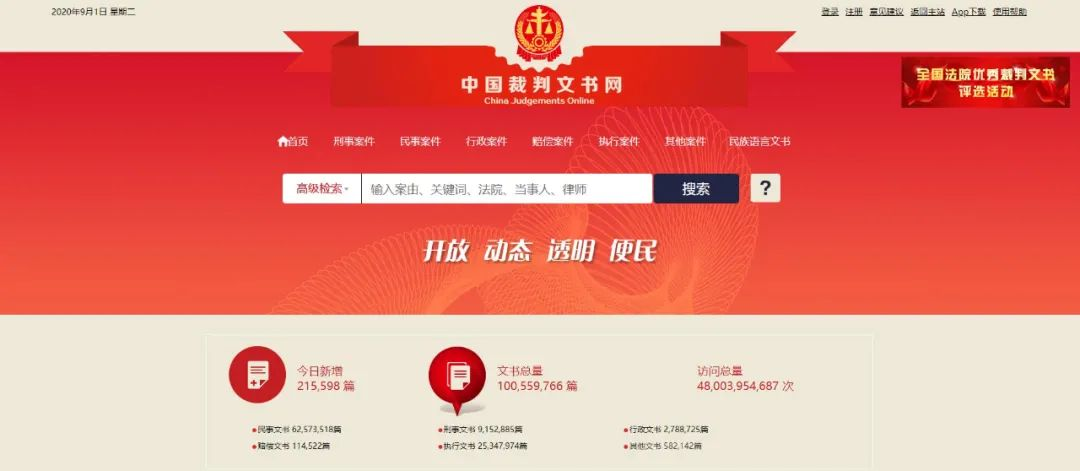 2020年9月1日 星期二
登录 注册 意见建议 返回主站 App下载 使用帮助
中国裁判文书网
China Judgements Online
全国法院优秀裁判文书
评选活动
首页 刑事案件 民事案件 行政案件 赔偿案件 执行案件 其他案件 民族语言文书
高级检索 输入案由、关键词、法院、当事人、律师 搜索 ?
开放 动态 透明 便民
今日新增 文书总量 访问总量
215,598 篇 100,559,766 篇 48,003,954,687 次
民事文书 62,573,518篇 刑事文书 9,152,885篇 行政文书 2,788,725篇
赔偿文书 114,522篇 执行文书 25,347,974篇 其他文书 582,142篇